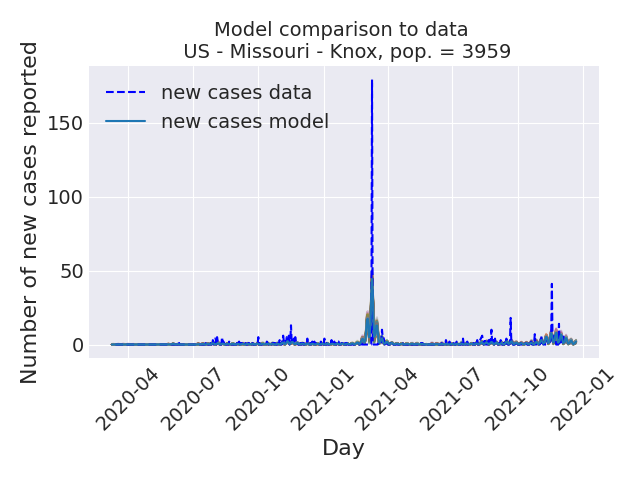 Model comparison to data
US - Missouri - Knox, pop. = 3959
Number of new cases reported
new cases data
new cases model
150
100
50
0
2020-04
2020-07
2020-10
2021-01
2021-04
2021-07
2021-10
2022-01
Day